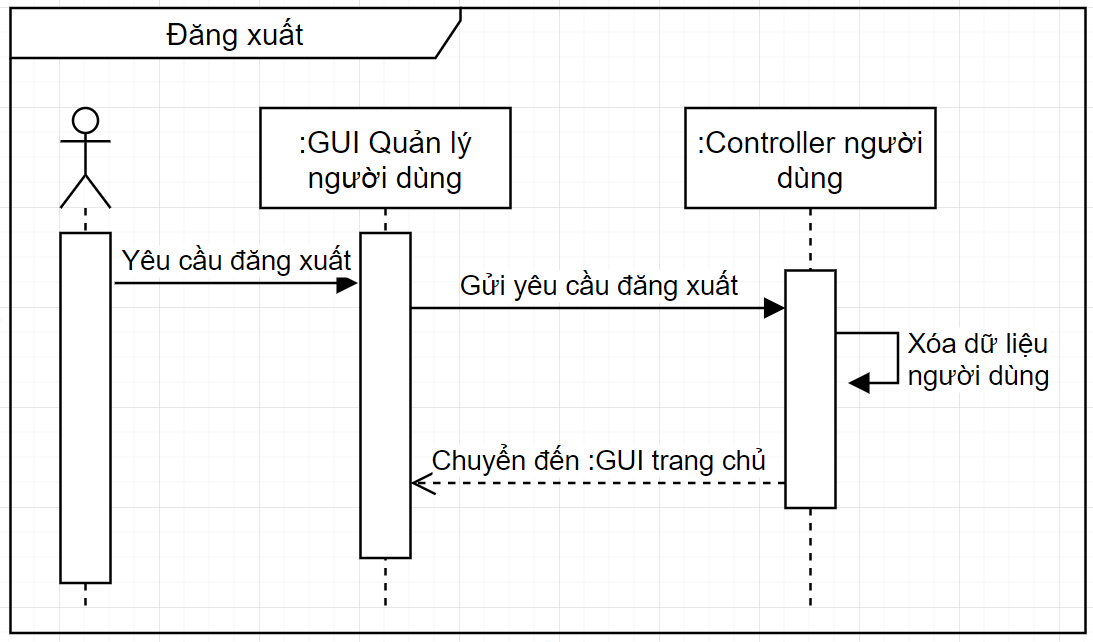 Đăng xuất
:GUI Quản lý
người dùng
:Controller người
dùng
Yêu cầu đăng xuất
Gửi yêu cầu đăng xuất
Xóa dữ liệu
người dùng
Chuyển đến :GUI trang chủ